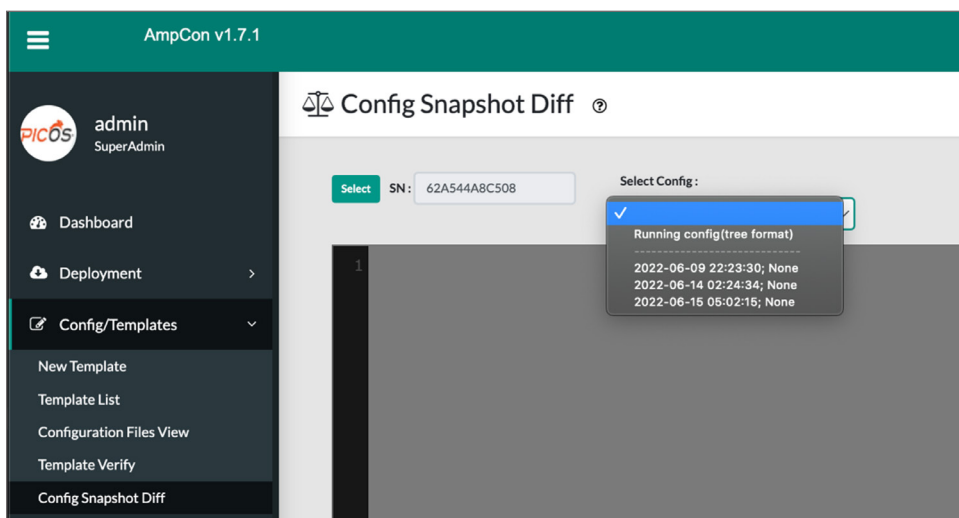 AmpCon v1.7.1
PICOS
admin
SuperAdmin
Dashboard
Deployment
Config/Templates
New Template
Template List
Configuration Files View
Template Verify
Config Snapshot Diff
Config Snapshot Diff ?
Select SN : 62A544A8C508
Select Config :
✓
Running config(tree format)
----------------------------
2022-06-09 22:23:30; None
2022-06-14 02:24:34; None
2022-06-15 05:02:15; None
1